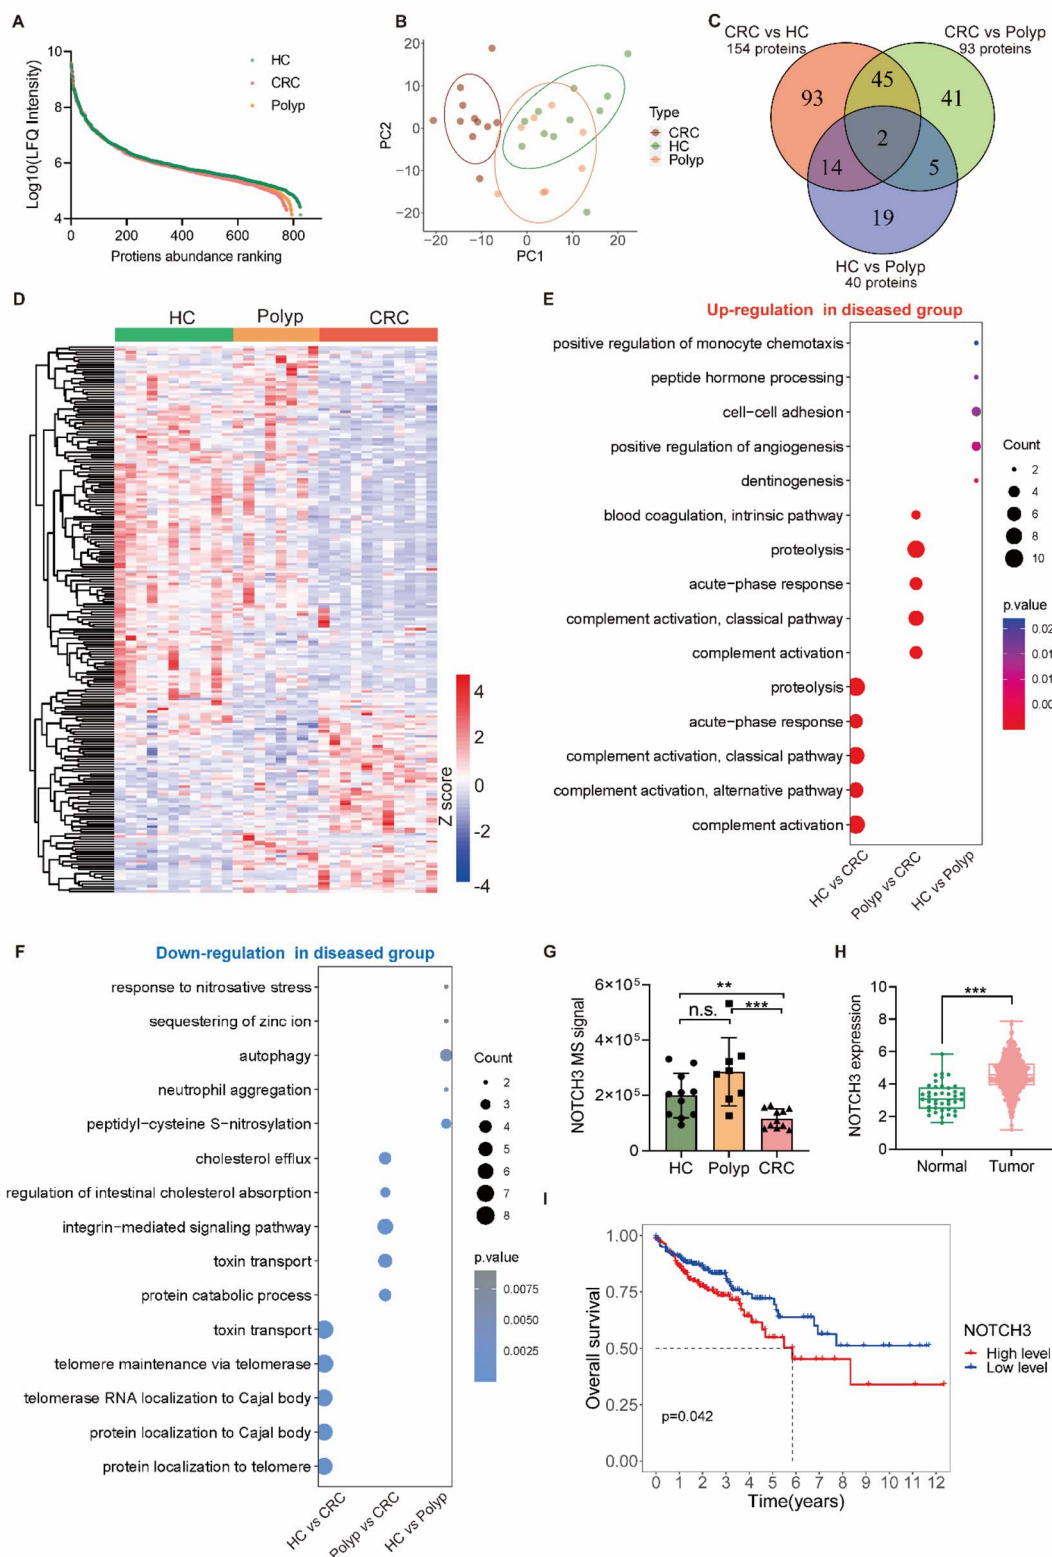 A
Log10(LFQ Intensity)
10
8
6
4
0
200
400
600
800
Protiens abundance ranking
HC
CRC
Polyp
B
PC2
20
10
0
−10
−20
−20
−10
0
10
20
PC1
Type
CRC
HC
Polyp
C
CRC vs HC
154 proteins
CRC vs Polyp
93 proteins
93
45
41
2
14
5
19
HC vs Polyp
40 proteins
D
HC
Polyp
CRC
Z score
4
2
0
-2
-4
E
Up-regulation in diseased group
positive regulation of monocyte chemotaxis
peptide hormone processing
cell−cell adhesion
positive regulation of angiogenesis
dentinogenesis
blood coagulation, intrinsic pathway
proteolysis
acute−phase response
complement activation, classical pathway
complement activation
proteolysis
acute−phase response
complement activation, classical pathway
complement activation, alternative pathway
complement activation
HC vs CRC
Polyp vs CRC
HC vs Polyp
Count
2
4
6
8
10
p.value
0.02
0.01
0.01
0.00
F
Down-regulation in diseased group
response to nitrosative stress
sequestering of zinc ion
autophagy
neutrophil aggregation
peptidyl−cysteine S−nitrosylation
cholesterol efflux
regulation of intestinal cholesterol absorption
integrin−mediated signaling pathway
toxin transport
protein catabolic process
toxin transport
telomere maintenance via telomerase
telomerase RNA localization to Cajal body
protein localization to Cajal body
protein localization to telomere
HC vs CRC
Polyp vs CRC
HC vs Polyp
Count
2
3
4
5
6
7
8
p.value
0.0075
0.0050
0.0025
G
NOTCH3 MS signal
6×10⁵
4×10⁵
2×10⁵
0
**
n.s.
***
HC
Polyp
CRC
H
NOTCH3 expression
10
8
6
4
2
0
***
Normal
Tumor
I
Overall survival
1.00
0.75
0.50
0.25
0.00
p=0.042
0 1 2 3 4 5 6 7 8 9 10 11 12
Time(years)
NOTCH3
High level
Low level